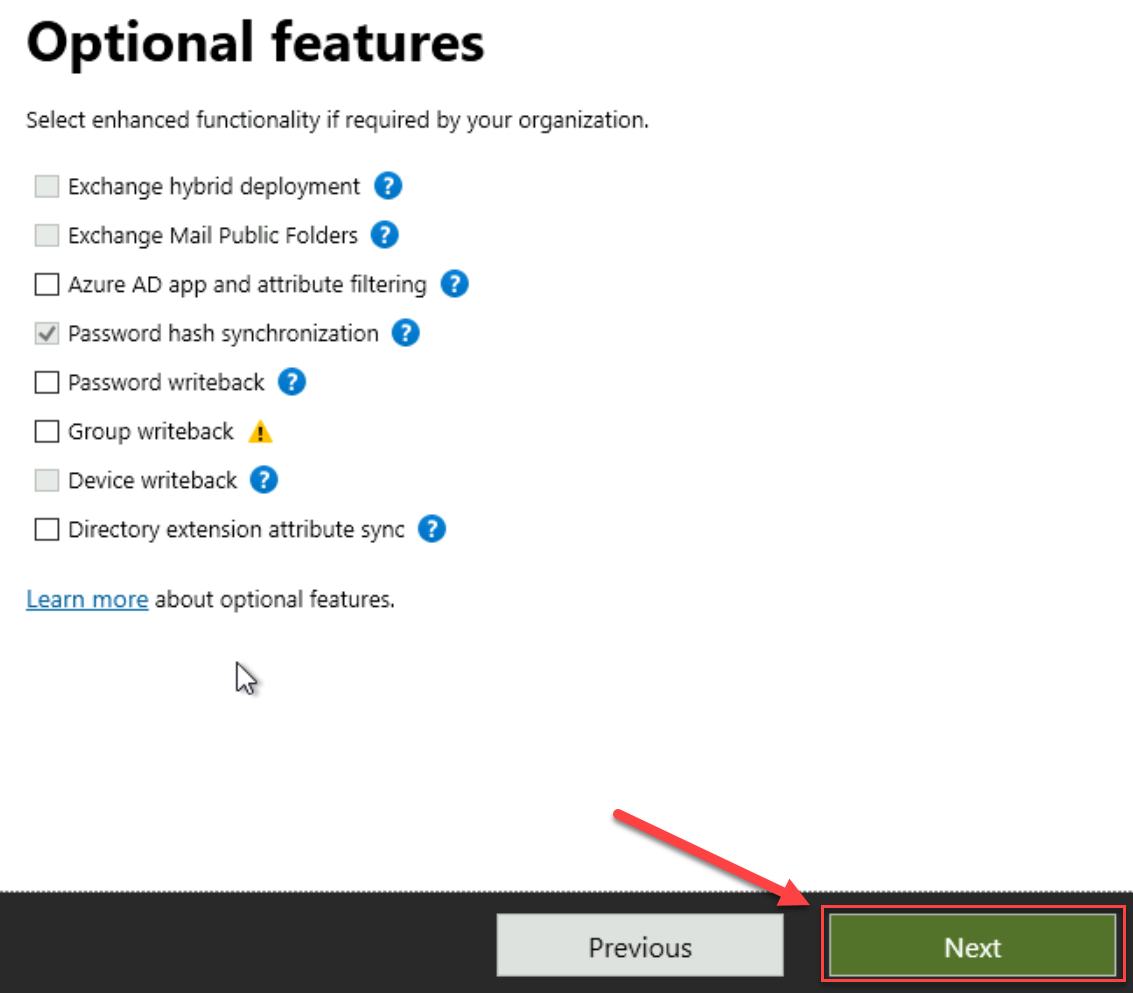 Optional features
Select enhanced functionality if required by your organization.
Exchange hybrid deployment ?
Exchange Mail Public Folders ?
Azure AD app and attribute filtering ?
Password hash synchronization ?
Password writeback ?
Group writeback !
Device writeback ?
Directory extension attribute sync ?
Learn more about optional features.
Previous Next